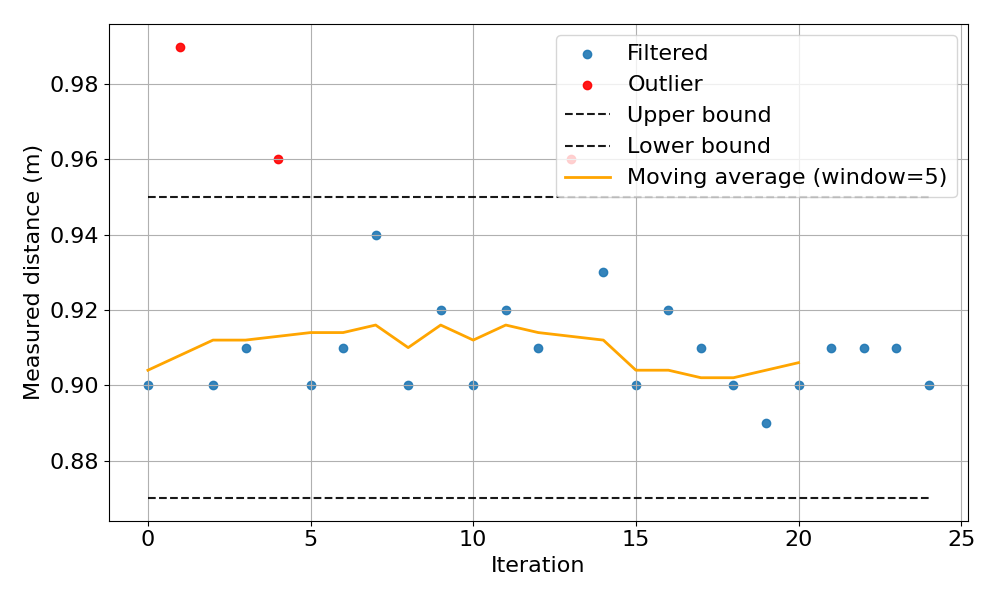 Filtered
Outlier
Upper bound
Lower bound
Moving average (window=5)
Measured distance (m)
0.98
0.96
0.94
0.92
0.90
0.88
0
5
10
15
20
25
Iteration